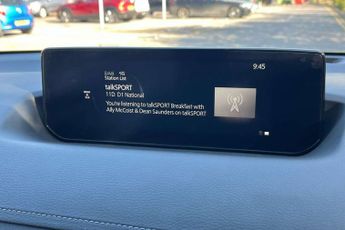 9:45
DAB
Station List
talkSPORT
11D D1 National
You're listening to talkSPORT Breakfast with
Ally McCoist & Dean Saunders on talkSPORT